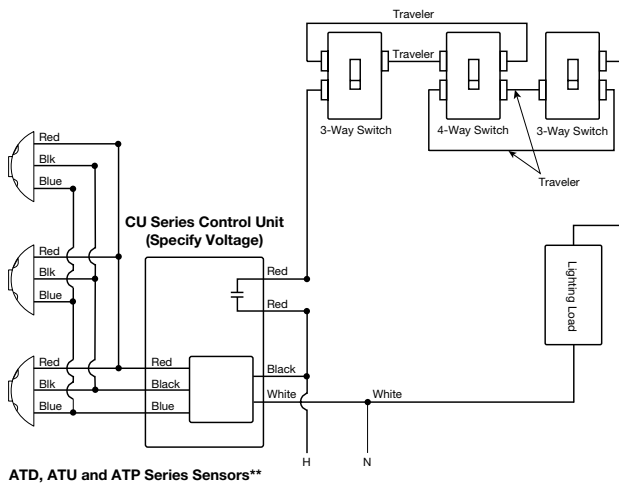 Traveler
Traveler
3-Way Switch
4-Way Switch
3-Way Switch
Traveler
Red
Blk
Blue
CU Series Control Unit
(Specify Voltage)
Red
Blk
Blue
Red
Red
Lighting Load
Red
Blk
Blue
Red
Black
Blue
Black
White
White
H
N
ATD, ATU and ATP Series Sensors**